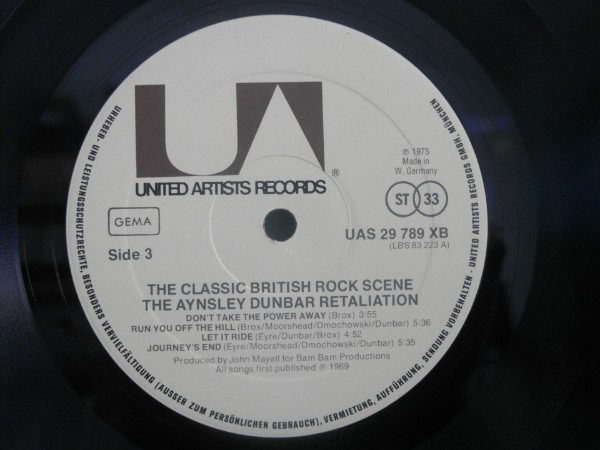 UA
®
UNITED ARTISTS RECORDS
℗ 1975
Made in
W. Germany
GEMA
ST 33
Side 3
UAS 29 789 XB
(LBS 83 223 A)
THE CLASSIC BRITISH ROCK SCENE
THE AYNSLEY DUNBAR RETALIATION
DON'T TAKE THE POWER AWAY (Brox) 3:55
RUN YOU OFF THE HILL (Brox/Moorshead/Dmochowski/Dunbar) 5:36
LET IT RIDE (Eyre/Dunbar/Brox) 4:52
JOURNEY'S END (Eyre/Moorshead/Dmochowski/Dunbar) 5:35
Produced by John Mayall for Bam Bam Productions
All songs first published ℗ 1969
URHEBER- UND LEISTUNGSSCHUTZRECHTE, BESONDERS VERVIELFÄLTIGUNG (AUSSER ZUM PERSÖNLICHEN GEBRAUCH), VERMIETUNG, AUFFÜHRUNG, SENDUNG VORBEHALTEN - UNITED ARTISTS RECORDS GMBH, MÜNCHEN